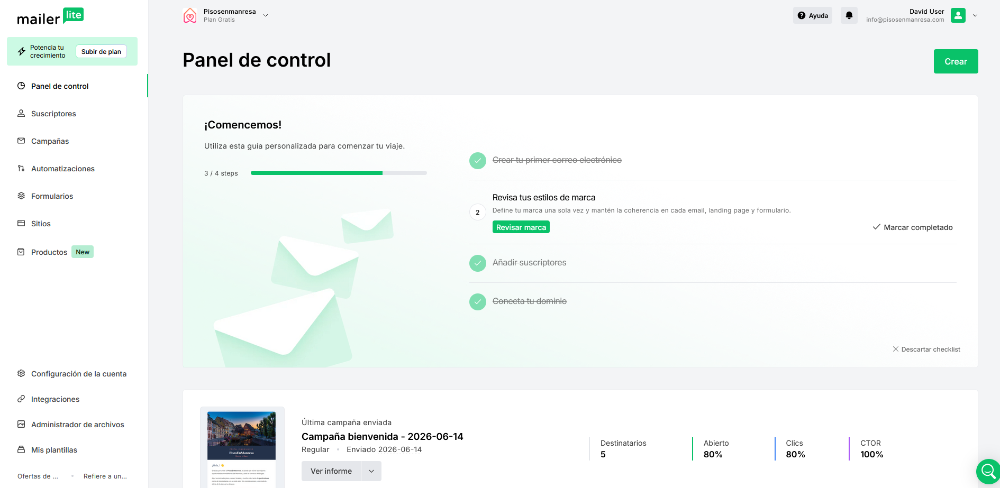 mailer lite
Potencia tu
crecimiento
Subir de plan
Panel de control
Suscriptores
Campañas
Automatizaciones
Formularios
Sitios
Productos New
Configuración de la cuenta
Integraciones
Administrador de archivos
Mis plantillas
Ofertas de ... • Refiere a un...
Pisosenmanresa
Plan Gratis
Ayuda
David User
info@pisosenmanresa.com
Panel de control
Crear
¡Comencemos!
Utiliza esta guía personalizada para comenzar tu viaje.
3 / 4 steps
Crear tu primer correo electrónico
2
Revisa tus estilos de marca
Define tu marca una sola vez y mantén la coherencia en cada email, landing page y formulario.
Revisar marca
Marcar completado
Añadir suscriptores
Conecta tu dominio
Descartar checklist
PisosEnManresa
Última campaña enviada
Campaña bienvenida - 2026-06-14
Regular • Enviado 2026-06-14
Ver informe
Destinatarios
5
Abierto
80%
Clics
80%
CTOR
100%